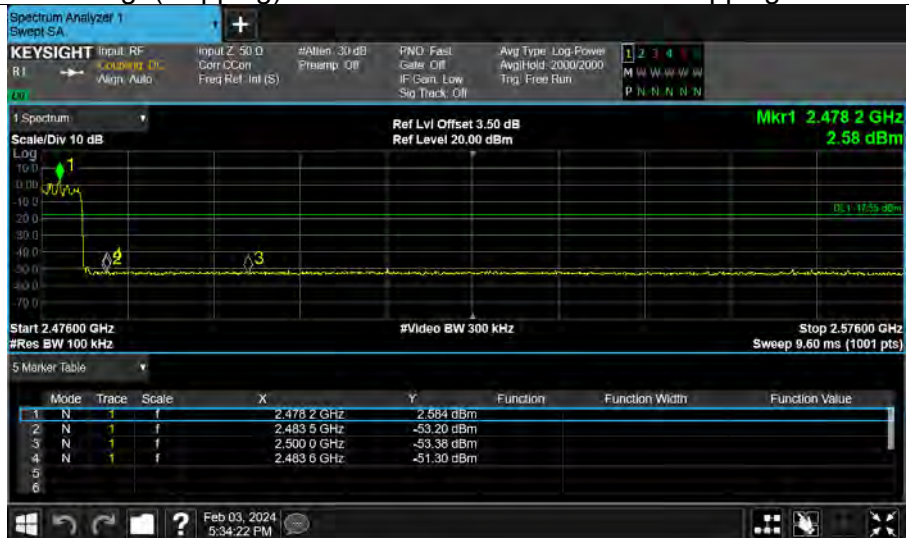 Spectrum Analyzer 1
Swept SA
+
KEYSIGHT Input: RF Input Z: 50 Ω #Atten: 30 dB PNO: Fast Avg Type: Log-Power 1 2 3 4 5 6
R1 Coupling: DC Corr CCorr Preamp: Off Gate: Off Avg|Hold: 2000/2000 M W W W W W
Align: Auto Freq Ref: Int (S) IF Gain: Low Trig: Free Run
Sig Track: Off P N N N N N
1 Spectrum Ref Lvl Offset 3.50 dB Mkr1 2.478 2 GHz
Scale/Div 10 dB Ref Level 20.00 dBm 2.58 dBm
Log
10.0
0.00
-10.0
-20.0
-30.0
-40.0
-50.0
-60.0
-70.0
1
3
DL1 -17.55 dBm
Start 2.47600 GHz #Video BW 300 kHz Stop 2.57600 GHz
#Res BW 100 kHz Sweep 9.60 ms (1001 pts)
5 Marker Table
Mode Trace Scale X Y Function Function Width Function Value
1 N 1 f 2.478 2 GHz 2.584 dBm
2 N 1 f 2.483 5 GHz -53.20 dBm
3 N 1 f 2.500 0 GHz -53.38 dBm
4 N 1 f 2.483 6 GHz -51.30 dBm
5
6
? Feb 03, 2024
5:34:22 PM